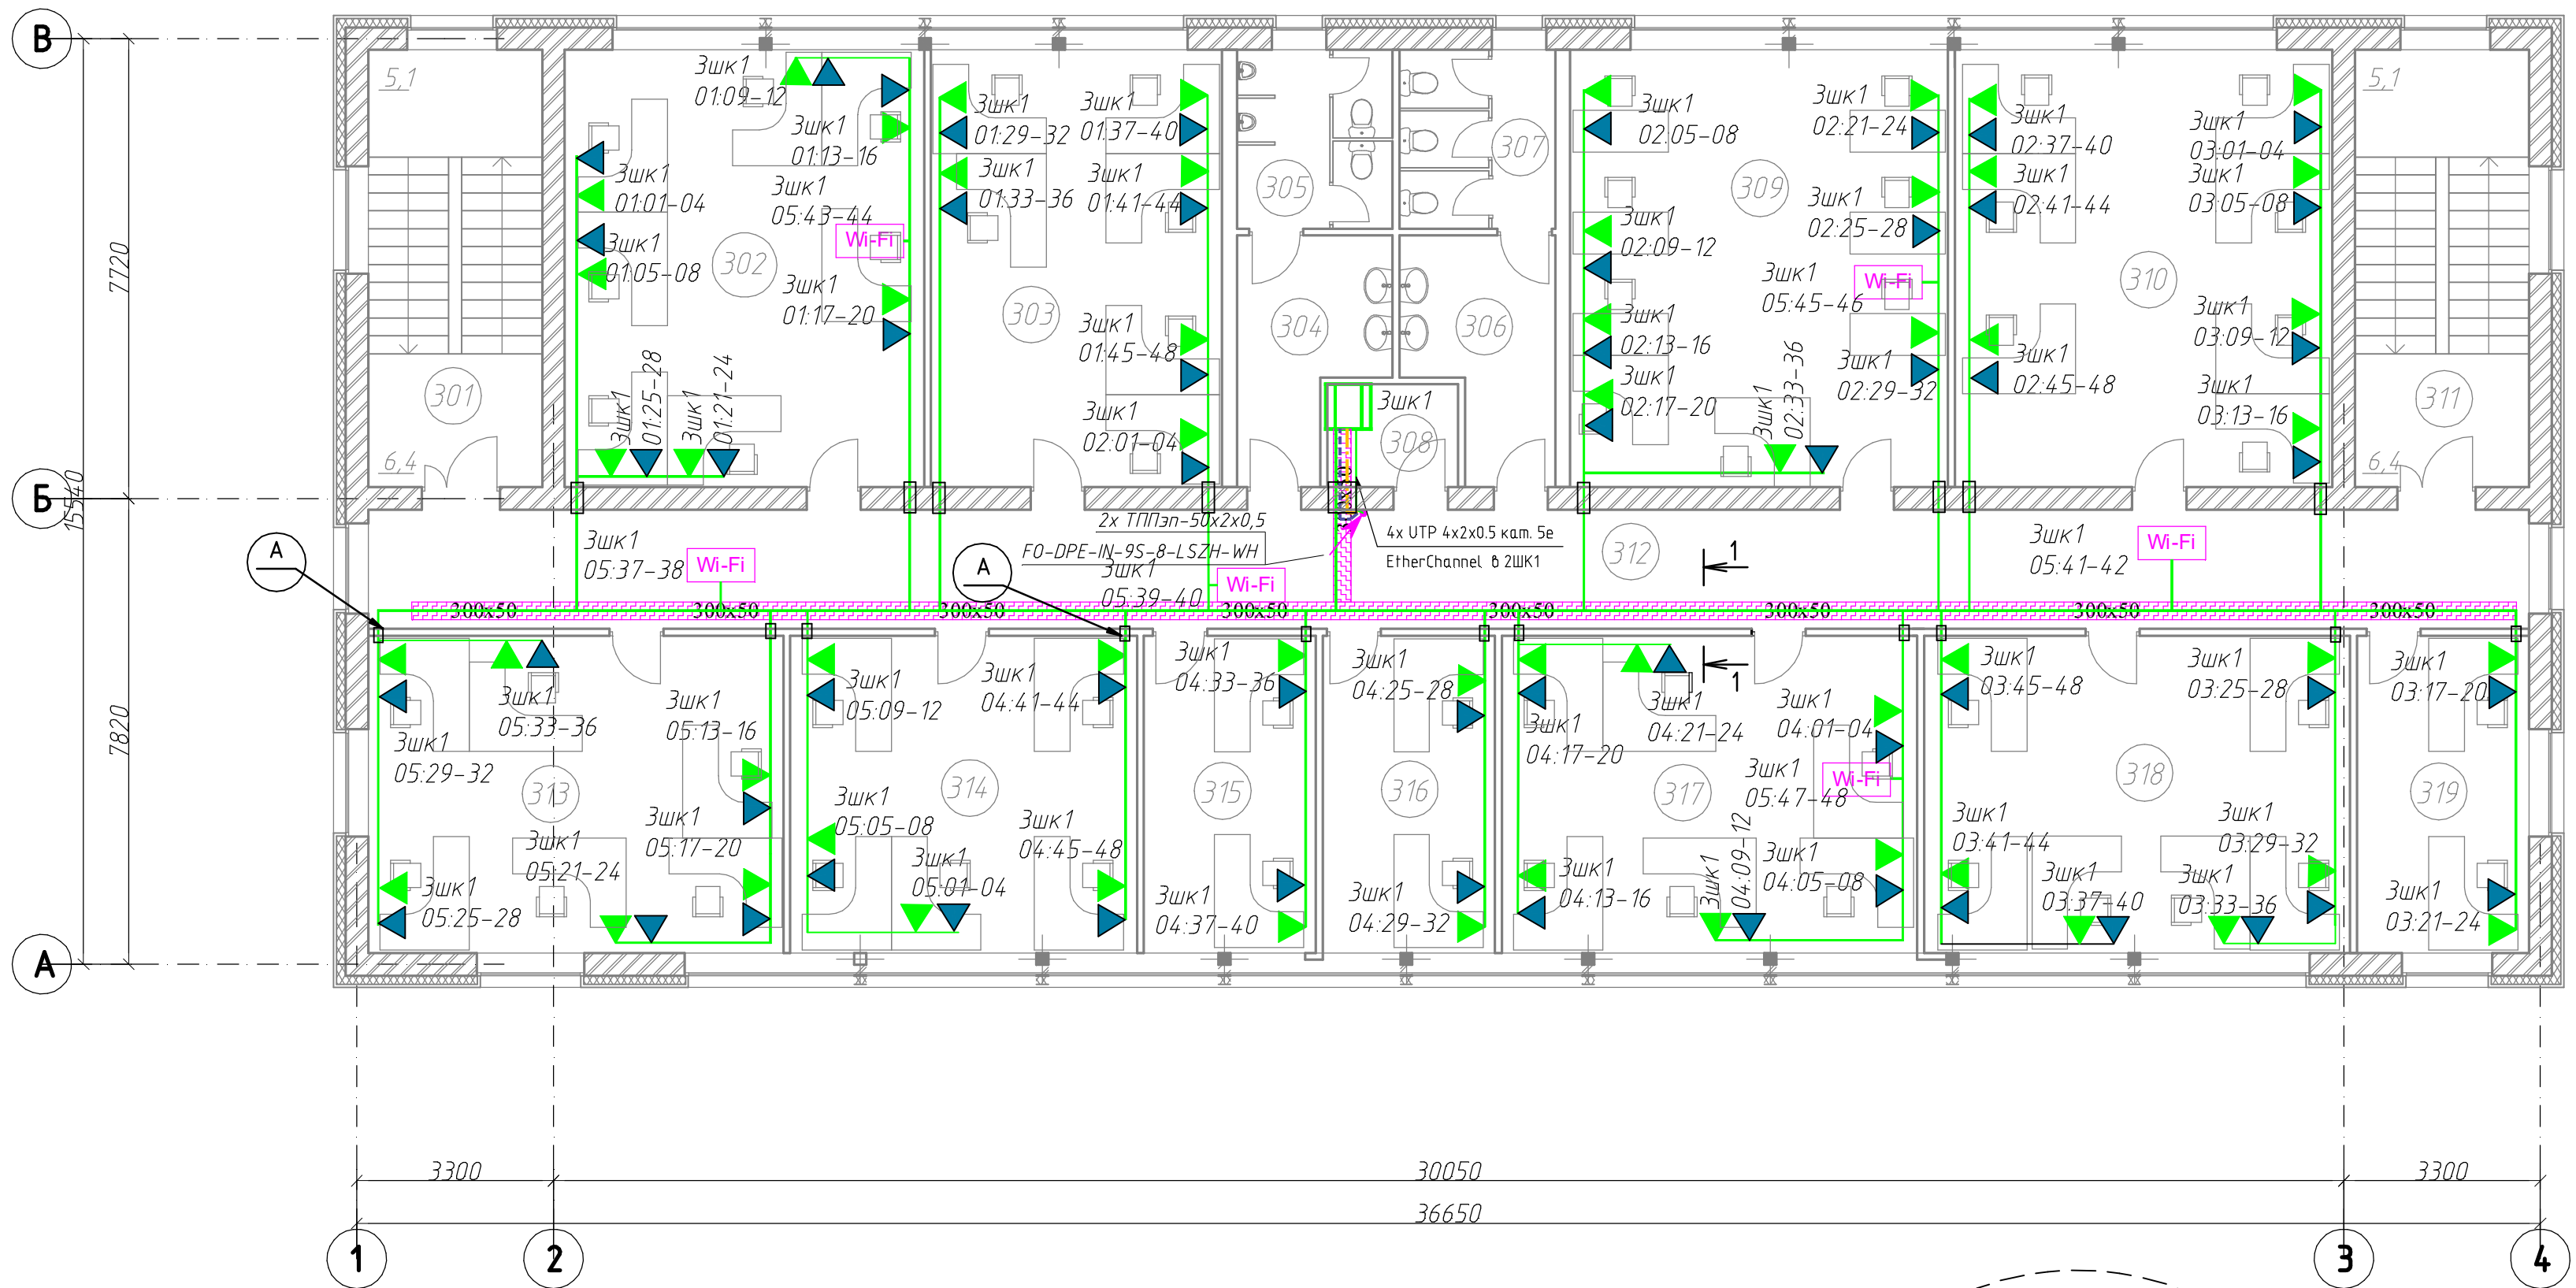 В
Б
А
7720
15540
7820
5,1
6,4
301
3шк1
01:09-12
3шк1
01:13-16
3шк1
05:43-44
Wi-Fi
3шк1
01:01-04
3шк1
01:05-08
302
3шк1
01:17-20
3шк1
01:25-28
3шк1
01:21-24
3шк1
01:29-32
3шк1
01:37-40
3шк1
01:33-36
3шк1
01:41-44
303
3шк1
01:45-48
3шк1
02:01-04
305
307
304
306
3шк1
308
3шк1
02:05-08
3шк1
02:21-24
309
3шк1
02:09-12
3шк1
02:25-28
3шк1
05:45-46
Wi-Fi
3шк1
02:13-16
3шк1
02:29-32
3шк1
02:17-20
3шк1
02:33-36
3шк1
02:37-40
3шк1
03:01-04
3шк1
02:41-44
3шк1
03:05-08
310
3шк1
03:09-12
3шк1
02:45-48
3шк1
03:13-16
5,1
6,4
311
А
3шк1
05:37-38
Wi-Fi
А
2х ТППэп-50х2х0,5
FO-DPE-IN-9S-8-LSZH-WH
3шк1
05:39-40
Wi-Fi
4х UTP 4х2х0.5 кат. 5е
EtherChannel в 2ШК1
312
1
1
3шк1
05:41-42
Wi-Fi
300х50
300х50
300х50
300х50
300х50
300х50
300х50
300х50
3шк1
05:33-36
3шк1
05:13-16
3шк1
05:29-32
313
3шк1
05:17-20
3шк1
05:21-24
3шк1
05:25-28
3шк1
05:09-12
3шк1
04:41-44
314
3шк1
05:05-08
3шк1
04:45-48
3шк1
05:01-04
3шк1
04:33-36
315
3шк1
04:37-40
3шк1
04:25-28
316
3шк1
04:29-32
3шк1
04:17-20
3шк1
04:21-24
3шк1
04:01-04
3шк1
05:47-48
Wi-Fi
317
3шк1
04:13-16
3шк1
04:09-12
3шк1
04:05-08
3шк1
03:45-48
3шк1
03:25-28
318
3шк1
03:41-44
3шк1
03:29-32
3шк1
03:37-40
3шк1
03:33-36
3шк1
03:17-20
319
3шк1
03:21-24
3300
30050
3300
36650
1
2
3
4